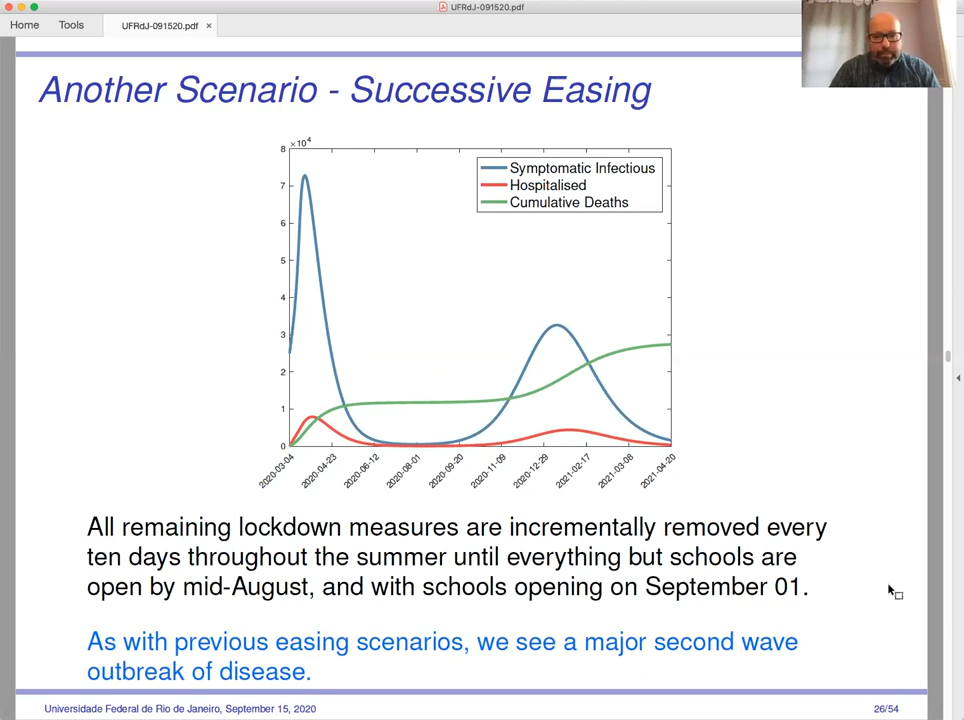 UFRdJ-091520.pdf
Home Tools UFRdJ-091520.pdf ×
Another Scenario - Successive Easing
×10⁴
8
7
6
5
4
3
2
1
0
Symptomatic Infectious
Hospitalised
Cumulative Deaths
2020-03-04
2020-04-23
2020-06-12
2020-08-01
2020-09-20
2020-11-09
2020-12-29
2021-02-17
2021-03-08
2021-04-20
All remaining lockdown measures are incrementally removed every
ten days throughout the summer until everything but schools are
open by mid-August, and with schools opening on September 01.
As with previous easing scenarios, we see a major second wave
outbreak of disease.
Universidade Federal de Rio de Janeiro, September 15, 2020
26/54